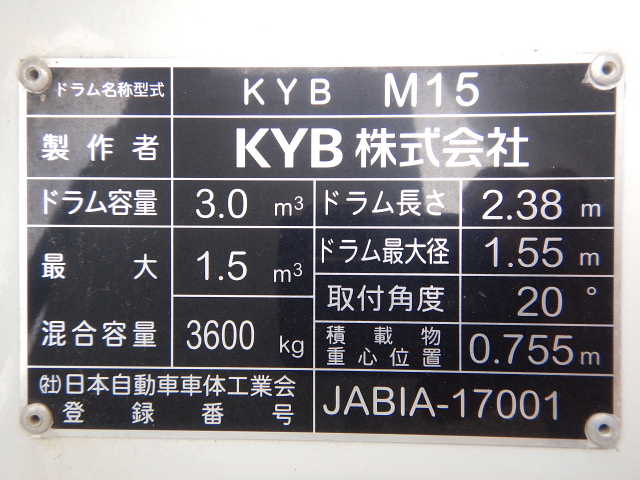 ドラム名称型式 KYB M15
製作者 KYB 株式会社
ドラム容量 3.0 m³ ドラム長さ 2.38 m
最大 1.5 m³ ドラム最大径 1.55 m
取付角度 20°
混合容量 3600 kg 積載物重心位置 0.755 m
㈳日本自動車車体工業会
登録番号 JABIA-17001